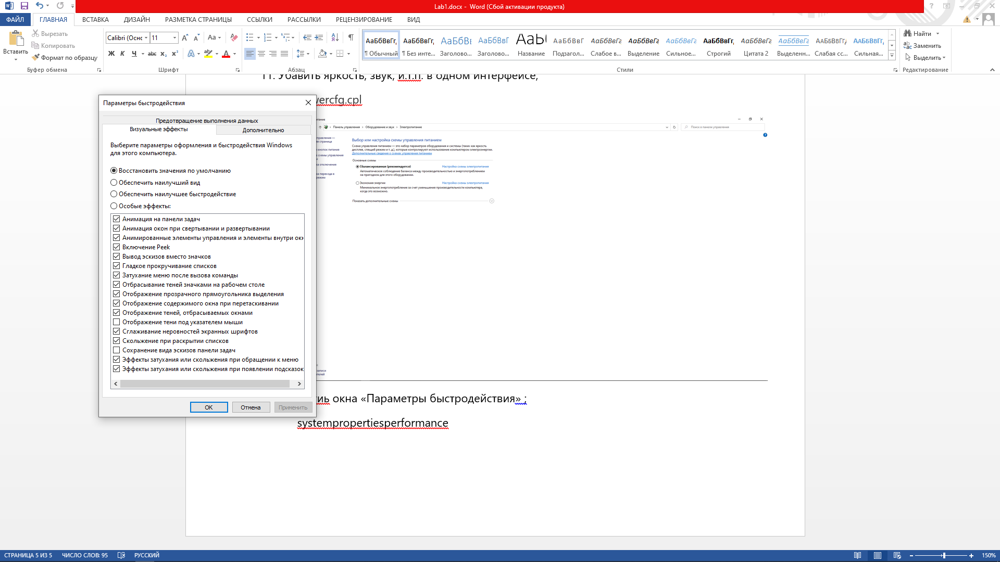 Lab1.docx - Word (Сбой активации продукта)
ФАЙЛ ГЛАВНАЯ ВСТАВКА ДИЗАЙН РАЗМЕТКА СТРАНИЦЫ ССЫЛКИ РАССЫЛКИ РЕЦЕНЗИРОВАНИЕ ВИД
Вставить
Вырезать
Копировать
Формат по образцу
Буфер обмена
Calibri (Оснс 11
Ж К Ч abc x₂ x²
Шрифт
Абзац
АаБбВвГг, АаБбВвГг, АаБбВı АаБбВвГ АаЫ АаБбВвГ АаБбВвГг АаБбВвГг АаБбВвГг АаБбВвГг, АаБбВвГг АаБбВвГг ААБбВвГг, ААБбВвГг,
¶ Обычный ¶ Без инте... Заголово... Заголово... Название Подзагол... Слабое в... Выделение Сильное... Строгий Цитата 2 Выделенн... Слабая сс... Сильная...
Стили
Найти
Заменить
Выделить
Редактирование
11. Убавить яркость, звук, и.т.п. в одном интерфейсе;
wercfg.cpl
Панель управления › Оборудование и звук › Электропитание
Поиск в панели управления
Выбор или настройка схемы управления питанием
Схема управления питанием — это набор параметров оборудования и системы (таких как яркость
дисплея, спящий режим и т. д.), которые контролируют использование компьютером электроэнергии.
Дополнительные сведения о схемах управления питанием
Основные схемы
Сбалансированная (рекомендуется) Настройка схемы электропитания
Автоматическое соблюдение баланса между производительностью и энергопотреблением
на пригодном для этого оборудовании.
Экономия энергии Настройка схемы электропитания
Минимальное энергопотребление за счет уменьшения производительности компьютера,
когда это возможно.
Показать дополнительные схемы
окна «Параметры быстродействия» ;
systempropertiesperformance
Параметры быстродействия
Предотвращение выполнения данных
Визуальные эффекты Дополнительно
Выберите параметры оформления и быстродействия Windows
для этого компьютера.
Восстановить значения по умолчанию
Обеспечить наилучший вид
Обеспечить наилучшее быстродействие
Особые эффекты:
Анимация на панели задач
Анимация окон при свертывании и развертывании
Анимированные элементы управления и элементы внутри окн
Включение Peek
Вывод эскизов вместо значков
Гладкое прокручивание списков
Затухание меню после вызова команды
Отбрасывание теней значками на рабочем столе
Отображение прозрачного прямоугольника выделения
Отображение содержимого окна при перетаскивании
Отображение теней, отбрасываемых окнами
Отображение тени под указателем мыши
Сглаживание неровностей экранных шрифтов
Скольжение при раскрытии списков
Сохранение вида эскизов панели задач
Эффекты затухания или скольжения при обращении к меню
Эффекты затухания или скольжения при появлении подсказок
ОК Отмена Применить
СТРАНИЦА 5 ИЗ 5 ЧИСЛО СЛОВ: 95 РУССКИЙ
150%